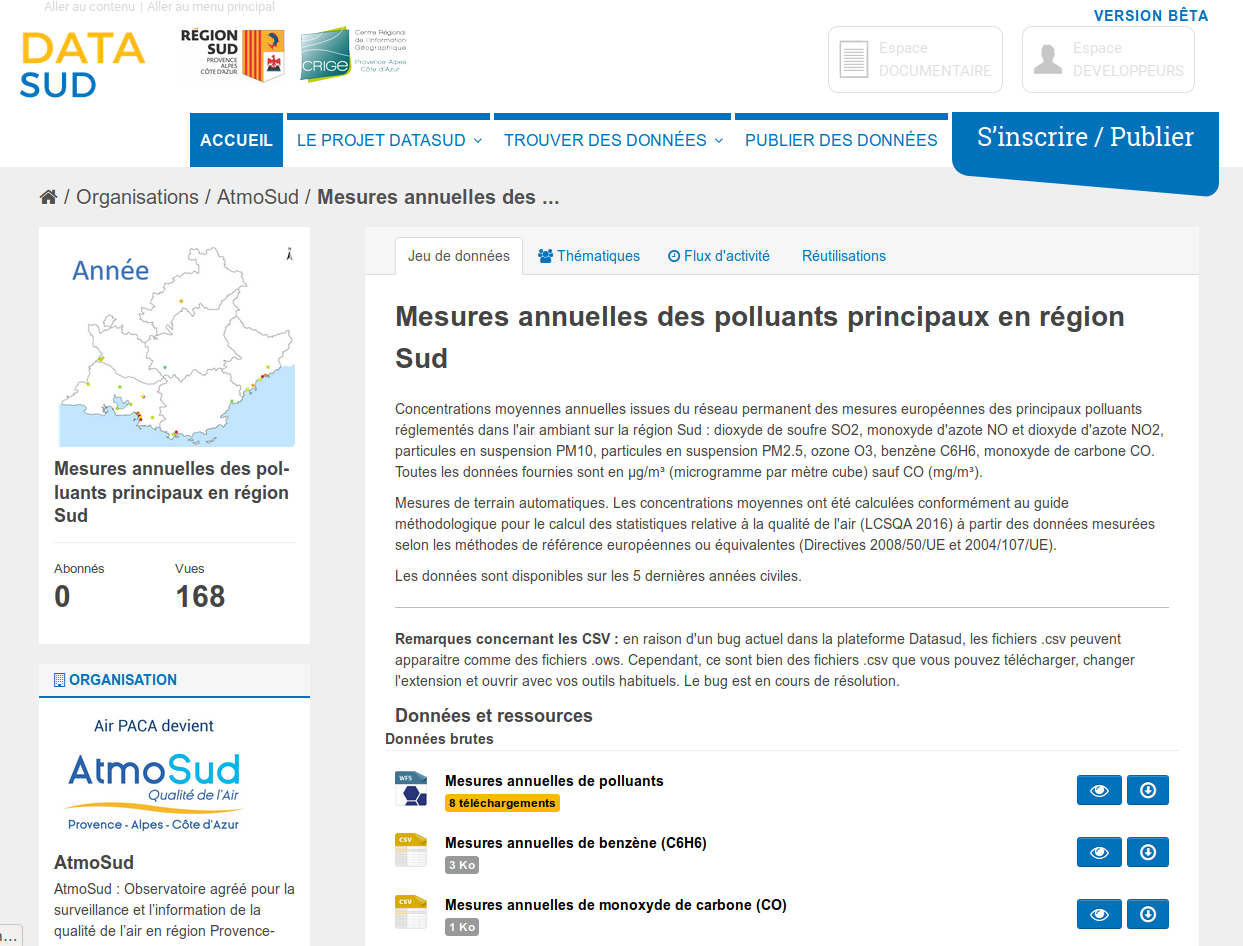 Aller au contenu | Aller au menu principal
VERSION BÊTA
DATA
SUD
RÉGION
SUD
PROVENCE
ALPES
CÔTE D'AZUR
CRIGE
Centre Régional
de l'Information
Géographique
Provence-Alpes
Côte d'Azur
Espace
DOCUMENTAIRE
Espace
DEVELOPPEURS
ACCUEIL LE PROJET DATASUD TROUVER DES DONNÉES PUBLIER DES DONNÉES S'inscrire / Publier
/ Organisations / AtmoSud / Mesures annuelles des ...
Année
Mesures annuelles des pol-
luants principaux en région
Sud
Abonnés Vues
0 168
ORGANISATION
Air PACA devient
AtmoSud
Qualité de l'Air
Provence - Alpes - Côte d'Azur
AtmoSud
AtmoSud : Observatoire agréé pour la
surveillance et l'information de la
qualité de l'air en région Provence-
Jeu de données Thématiques Flux d'activité Réutilisations
Mesures annuelles des polluants principaux en région
Sud
Concentrations moyennes annuelles issues du réseau permanent des mesures européennes des principaux polluants
réglementés dans l'air ambiant sur la région Sud : dioxyde de soufre SO2, monoxyde d'azote NO et dioxyde d'azote NO2,
particules en suspension PM10, particules en suspension PM2.5, ozone O3, benzène C6H6, monoxyde de carbone CO.
Toutes les données fournies sont en µg/m³ (microgramme par mètre cube) sauf CO (mg/m³).
Mesures de terrain automatiques. Les concentrations moyennes ont été calculées conformément au guide
méthodologique pour le calcul des statistiques relative à la qualité de l'air (LCSQA 2016) à partir des données mesurées
selon les méthodes de référence européennes ou équivalentes (Directives 2008/50/UE et 2004/107/UE).
Les données sont disponibles sur les 5 dernières années civiles.
Remarques concernant les CSV : en raison d'un bug actuel dans la plateforme Datasud, les fichiers .csv peuvent
apparaitre comme des fichiers .ows. Cependant, ce sont bien des fichiers .csv que vous pouvez télécharger, changer
l'extension et ouvrir avec vos outils habituels. Le bug est en cours de résolution.
Données et ressources
Données brutes
WFS
Mesures annuelles de polluants
8 téléchargements
CSV
Mesures annuelles de benzène (C6H6)
3 Ko
CSV
Mesures annuelles de monoxyde de carbone (CO)
1 Ko